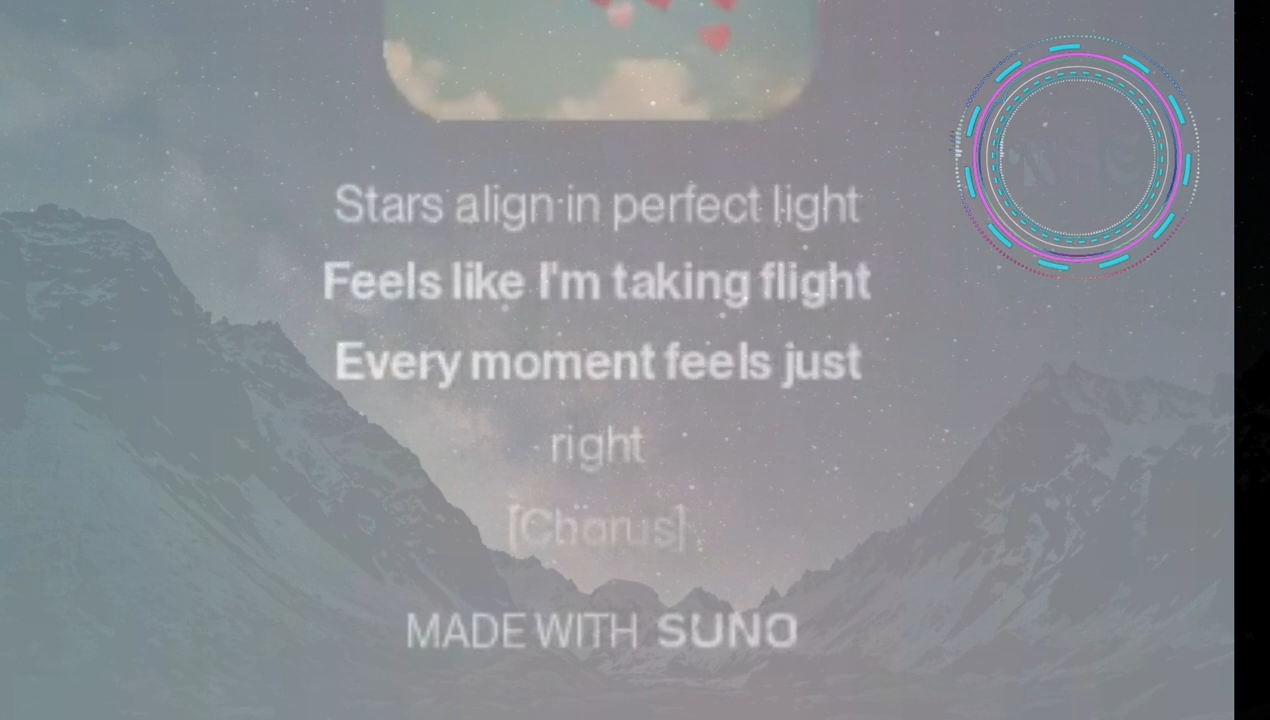 Stars align in perfect light
Feels like I'm taking flight
Every moment feels just
right
[Chorus]
MADE WITH SUNO